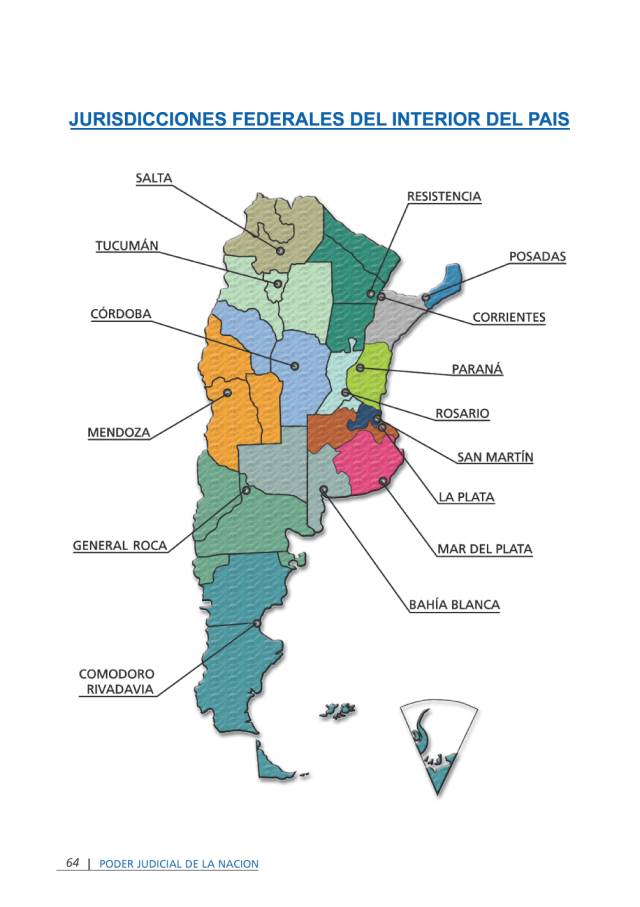 JURISDICCIONES FEDERALES DEL INTERIOR DEL PAIS
SALTA
RESISTENCIA
TUCUMÁN
POSADAS
CÓRDOBA
CORRIENTES
PARANÁ
ROSARIO
MENDOZA
SAN MARTÍN
LA PLATA
GENERAL ROCA
MAR DEL PLATA
BAHÍA BLANCA
COMODORO
RIVADAVIA
64 | PODER JUDICIAL DE LA NACION